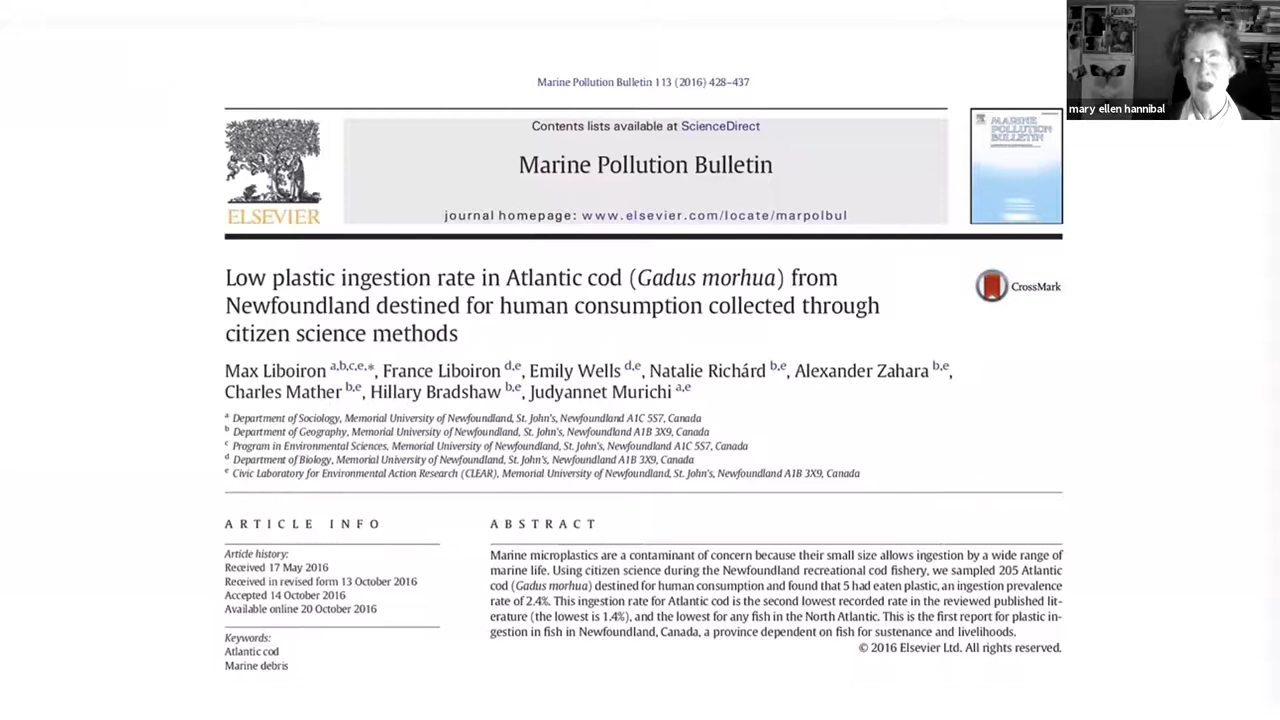 Marine Pollution Bulletin 113 (2016) 428–437
Contents lists available at ScienceDirect
Marine Pollution Bulletin
journal homepage: www.elsevier.com/locate/marpolbul
ELSEVIER
MARINE
POLLUTION
BULLETIN
mary ellen hannibal
Low plastic ingestion rate in Atlantic cod (Gadus morhua) from
Newfoundland destined for human consumption collected through
citizen science methods
CrossMark
Max Liboiron a,b,c,e,*, France Liboiron d,e, Emily Wells d,e, Natalie Richárd b,e, Alexander Zahara b,e,
Charles Mather b,e, Hillary Bradshaw b,e, Judyannet Murichi a,e
a Department of Sociology, Memorial University of Newfoundland, St. John's, Newfoundland A1C 5S7, Canada
b Department of Geography, Memorial University of Newfoundland, St. John's, Newfoundland A1B 3X9, Canada
c Program in Environmental Sciences, Memorial University of Newfoundland, St. John's, Newfoundland A1C 5S7, Canada
d Department of Biology, Memorial University of Newfoundland, St. John's, Newfoundland A1B 3X9, Canada
e Civic Laboratory for Environmental Action Research (CLEAR), Memorial University of Newfoundland, St. John's, Newfoundland A1B 3X9, Canada
ARTICLE INFO
Article history:
Received 17 May 2016
Received in revised form 13 October 2016
Accepted 14 October 2016
Available online 20 October 2016
Keywords:
Atlantic cod
Marine debris
ABSTRACT
Marine microplastics are a contaminant of concern because their small size allows ingestion by a wide range of
marine life. Using citizen science during the Newfoundland recreational cod fishery, we sampled 205 Atlantic
cod (Gadus morhua) destined for human consumption and found that 5 had eaten plastic, an ingestion prevalence
rate of 2.4%. This ingestion rate for Atlantic cod is the second lowest recorded rate in the reviewed published lit-
erature (the lowest is 1.4%), and the lowest for any fish in the North Atlantic. This is the first report for plastic in-
gestion in fish in Newfoundland, Canada, a province dependent on fish for sustenance and livelihoods.
© 2016 Elsevier Ltd. All rights reserved.